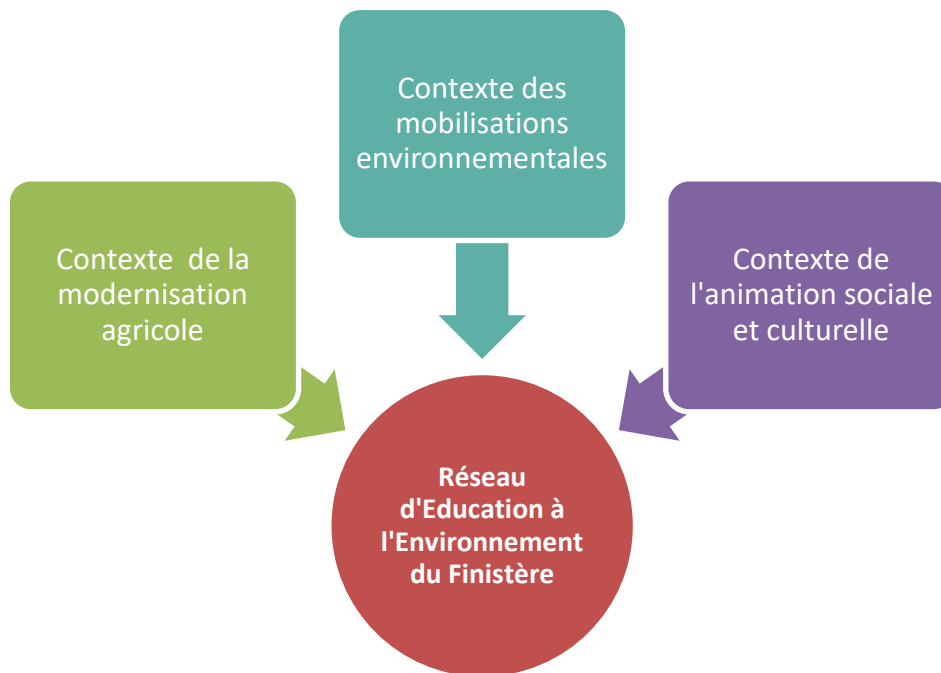 Contexte des
mobilisations
environnementales
Contexte  de la
modernisation
agricole
Contexte de
l'animation sociale
et culturelle
Réseau
d'Education à
l'Environnement
du Finistère